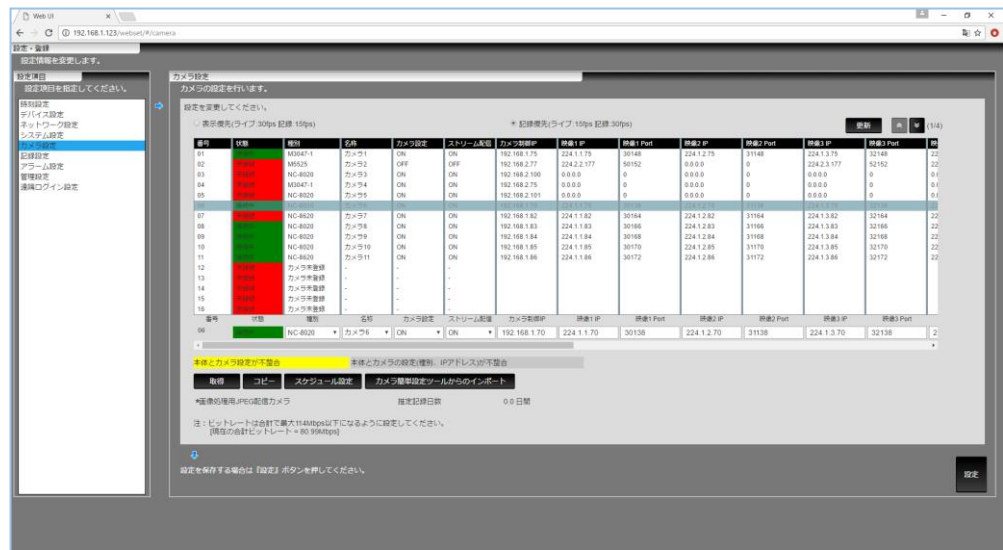 Web UI
192.168.1.123/webset/#/camera
設定・登録
設定情報を変更します。
設定項目
設定項目を指定してください。
時刻設定
デバイス設定
ネットワーク設定
システム設定
カメラ設定
記録設定
アラーム設定
管理設定
遠隔ログイン設定
カメラ設定
カメラの設定を行います。
設定を変更してください。
表示優先(ライブ:30fps 記録:15fps) 記録優先(ライブ:15fps 記録:30fps)
更新 (1/4)
番号 状態 種別 名称 カメラ設定 ストリーム配信 カメラ制御IP 映像1 IP 映像1 Port 映像2 IP 映像2 Port 映像3 IP 映像3 Port
01 M3047-1 カメラ1 ON ON 192.168.1.75 224.1.1.75 30148 224.1.2.75 31148 224.1.3.75 32148 22
02 M5525 カメラ2 OFF OFF 192.168.2.77 224.2.2.177 50152 0.0.0.0 0 224.2.3.177 52152 22
03 NC-8020 カメラ3 ON ON 192.168.2.100 0.0.0.0 0 0.0.0.0 0 0.0.0.0 0
04 M3047-1 カメラ4 ON ON 192.168.2.75 0.0.0.0 0 0.0.0.0 0 0.0.0.0 0
05 NC-8020 カメラ5 ON ON 192.168.2.101 0.0.0.0 0 0.0.0.0 0 0.0.0.0 0
07 NC-8620 カメラ7 ON ON 192.168.1.82 224.1.1.82 30164 224.1.2.82 31164 224.1.3.82 32164 22
08 NC-8020 カメラ8 ON ON 192.168.1.83 224.1.1.83 30166 224.1.2.83 31166 224.1.3.83 32166 22
09 NC-8020 カメラ9 ON ON 192.168.1.84 224.1.1.84 30168 224.1.2.84 31168 224.1.3.84 32168 22
10 NC-8020 カメラ10 ON ON 192.168.1.85 224.1.1.85 30170 224.1.2.85 31170 224.1.3.85 32170 22
11 NC-8620 カメラ11 ON ON 192.168.1.86 224.1.1.86 30172 224.1.2.86 31172 224.1.3.86 32172 22
12 カメラ未登録 - - -
13 カメラ未登録 - - -
14 カメラ未登録 - - -
15 カメラ未登録 - - -
16 カメラ未登録 - - -
番号 状態 種別 名称 カメラ設定 ストリーム配信 カメラ制御IP 映像1 IP 映像1 Port 映像2 IP 映像2 Port 映像3 IP 映像3 Port
06 NC-8020 カメラ6 ON ON 192.168.1.70 224.1.1.70 30138 224.1.2.70 31138 224.1.3.70 32138 2
本体とカメラ設定が不整合 本体とカメラの設定(種別、IPアドレス)が不整合
取得 コピー スケジュール設定 カメラ簡単設定ツールからのインポート
*画像処理用JPEG配信カメラ 推定記録日数 0.0 日間
注：ビットレートは合計で最大114Mbps以下になるように設定してください。
[現在の合計ビットレート = 80.99Mbps]
設定を保存する場合は『設定』ボタンを押してください。
設定